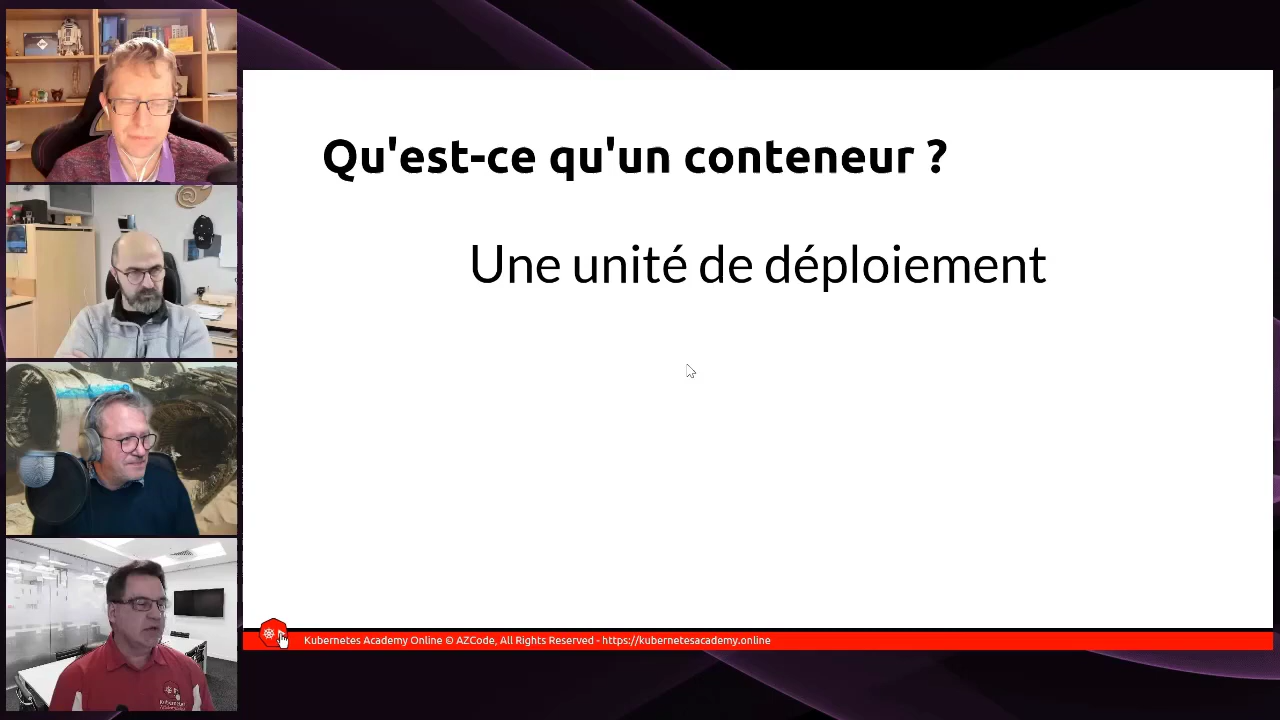 Qu'est-ce qu'un conteneur ?
Une unité de déploiement
Kubernetes Academy Online © AZCode, All Rights Reserved - https://kubernetesacademy.online
Kubernetes